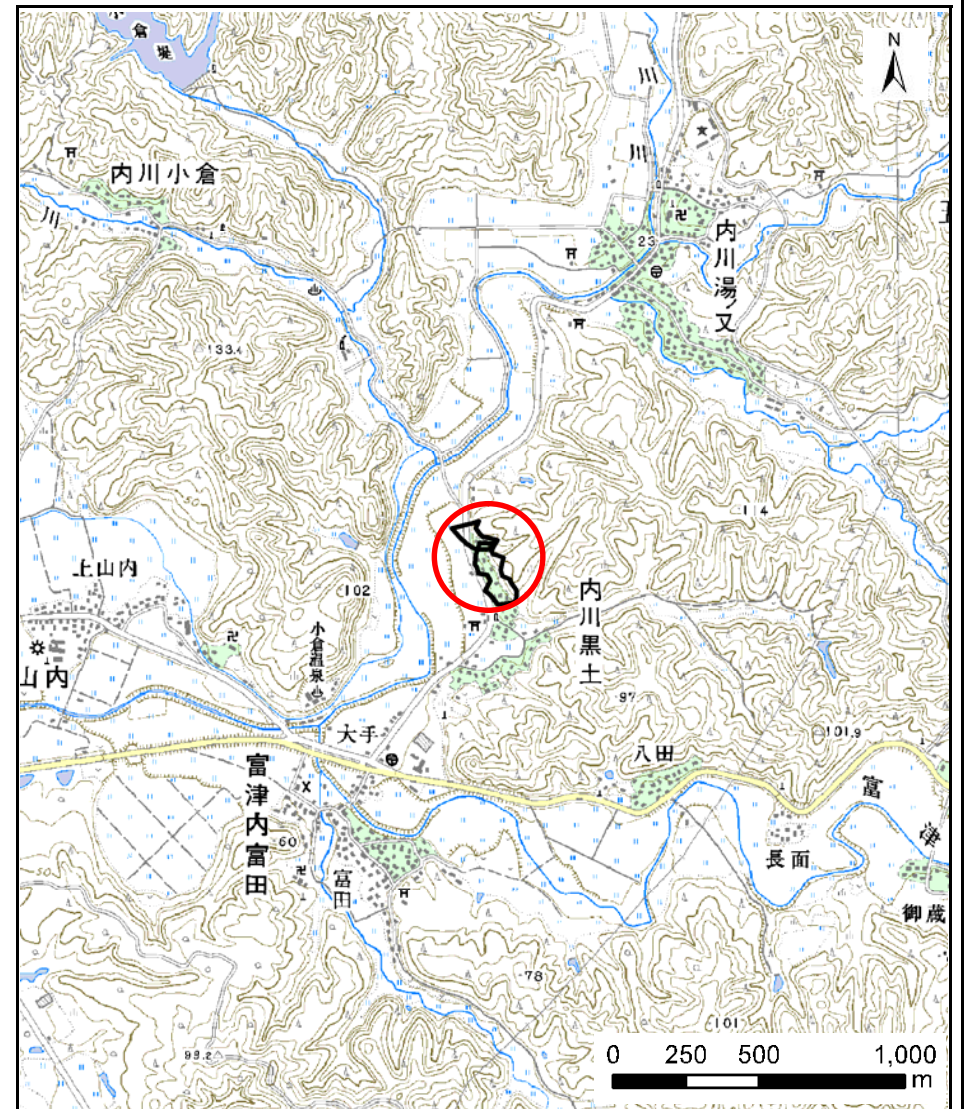 小倉堤
N
川
川
内川小倉
川
23
内川湯ノ又
133.4
114
上山内
102
内川黒土
山内
小倉温泉
97
大手
101.9
八田
富津内富田
富
津
60
長面
富田
御蔵
78
101
99.2
0 250 500 1,000
m